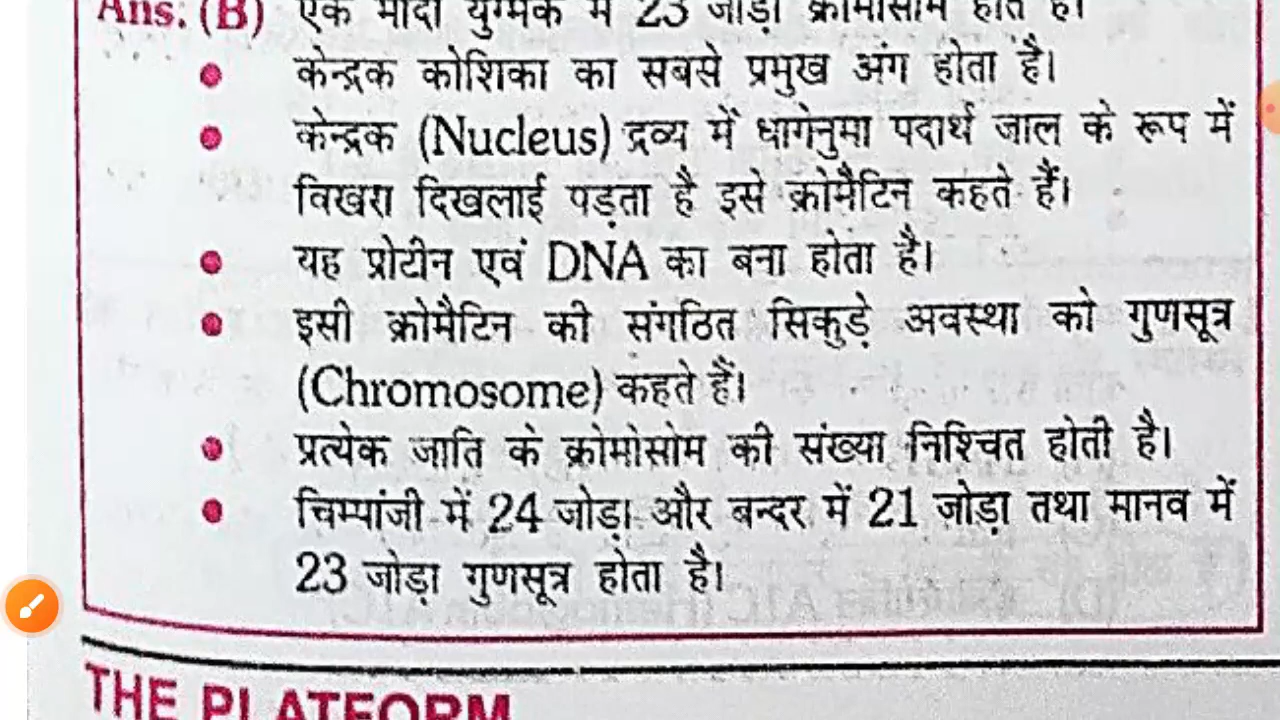 Ans. (B) एक मादा युग्मक में 23 जोड़ा क्रोमोसोम होते हैं।
• केन्द्रक कोशिका का सबसे प्रमुख अंग होता है।
• केन्द्रक (Nucleus) द्रव्य में धागेनुमा पदार्थ जाल के रूप में
विखरा दिखलाई पड़ता है इसे क्रोमैटिन कहते हैं।
• यह प्रोटीन एवं DNA का बना होता है।
• इसी क्रोमैटिन की संगठित सिकुड़े अवस्था को गुणसूत्र
(Chromosome) कहते हैं।
• प्रत्येक जाति के क्रोमोसोम की संख्या निश्चित होती है।
• चिम्पांजी में 24 जोड़ा और बन्दर में 21 जोड़ा तथा मानव में
23 जोड़ा गुणसूत्र होता है।
THE PLATFORM